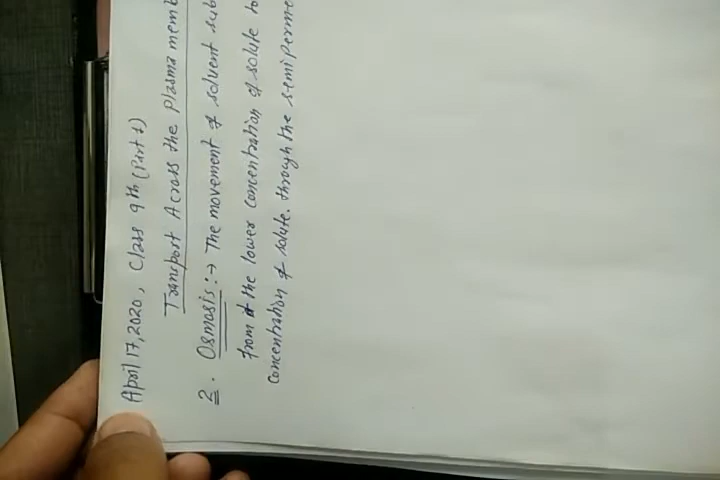 April 17, 2020, Class 9th (Part 1)
Transport Across the plasma memb
2. Osmosis :→ The movement of solvent sub
from the lower concentration of solute to
concentration of solute. through the semi perme